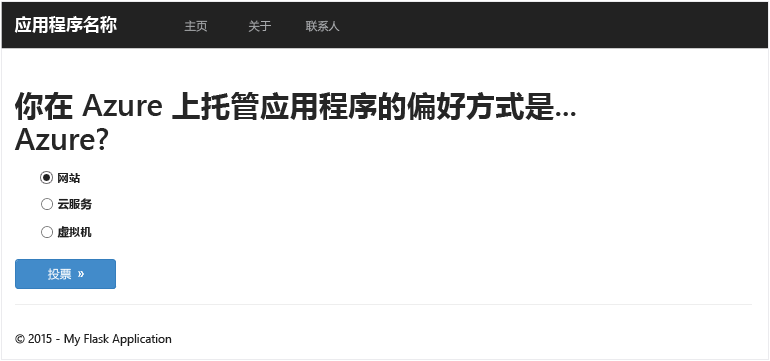 应用程序名称 主页 关于 联系人
你在 Azure 上托管应用程序的偏好方式是...
Azure?
网站
云服务
虚拟机
投票 »
© 2015 - My Flask Application